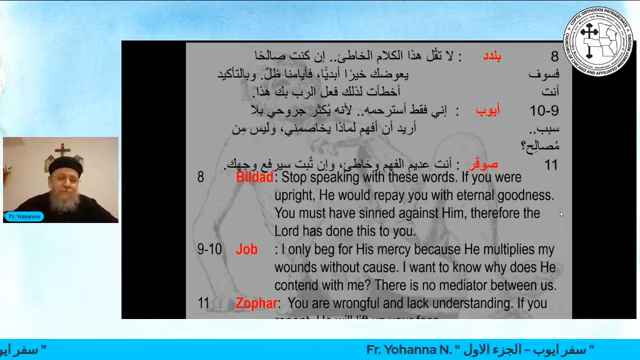 8 بلدد : لا تقُل هذا الكلام الخاطئ.. إن كنت صالحًا
فسوف يعوضك خيرًا أبديًّا، فأيامنا ظلّ. وبالتأكيد
أنت أخطأت لذلك فعل الرب بك هذا.
9-10 أيوب : إني فقط أسترحمه.. لأنه يُكثر جروحي بلا
سبب.. أريد أن أفهم لماذا يخاصمني، وليس مِن
مُصالِح؟
11 صوفر : أنت عديم الفهم وخاطئ، وإن تُبت سيرفع وجهك.
8 Bildad: Stop speaking with these words. If you were
upright, He would repay you with eternal goodness.
You must have sinned against Him, therefore the
Lord has done this to you.
9-10 Job : I only beg for His mercy because He multiplies my
wounds without cause. I want to know why does He
contend with me? There is no mediator between us.
11 Zophar: You are wrongful and lack understanding. If you
Fr. Yohanna
Fr. Yohanna N. " سفر ايوب – الجزء الاول "
" سفر ايو